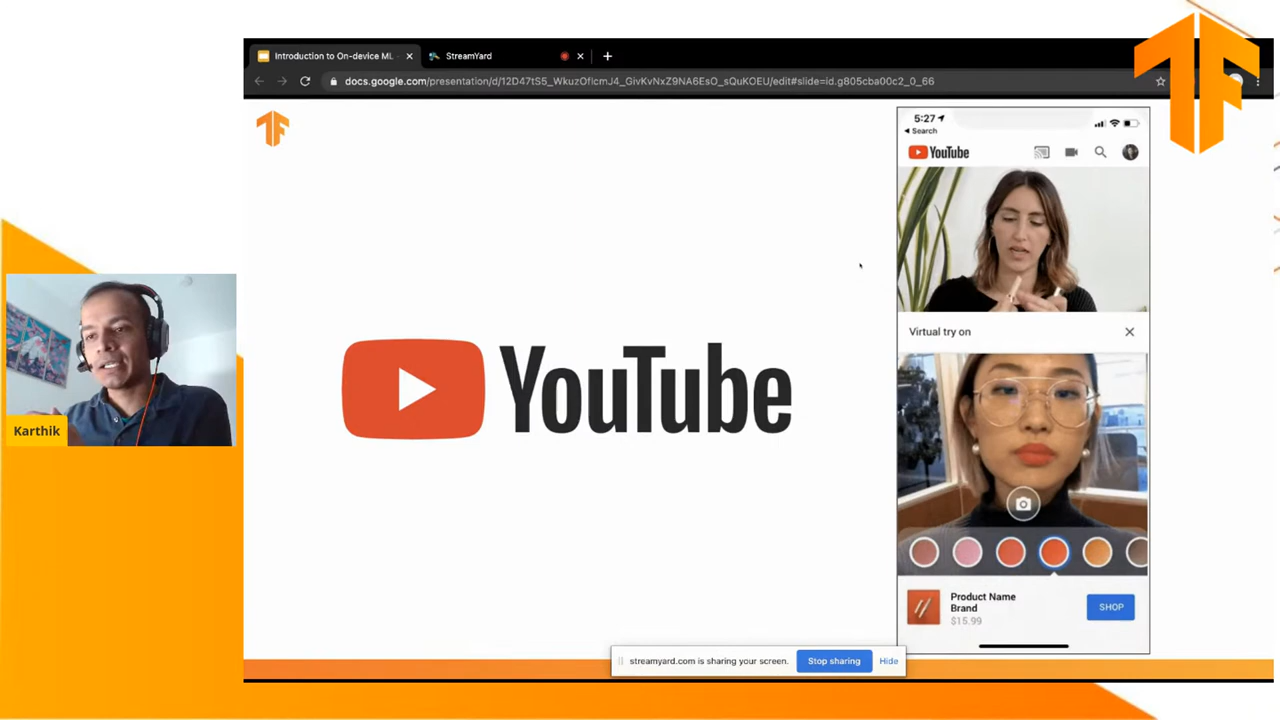 Introduction to On-device ML
StreamYard
docs.google.com/presentation/d/12D47tS5_WkuzOflcmJ4_GivKvNxZ9NA6EsO_sQuKOEU/edit#slide=id.g805cba00c2_0_66
5:27
Search
YouTube
Virtual try on
YouTube
Karthik
Product Name
Brand
$15.99
SHOP
streamyard.com is sharing your screen.
Stop sharing
Hide